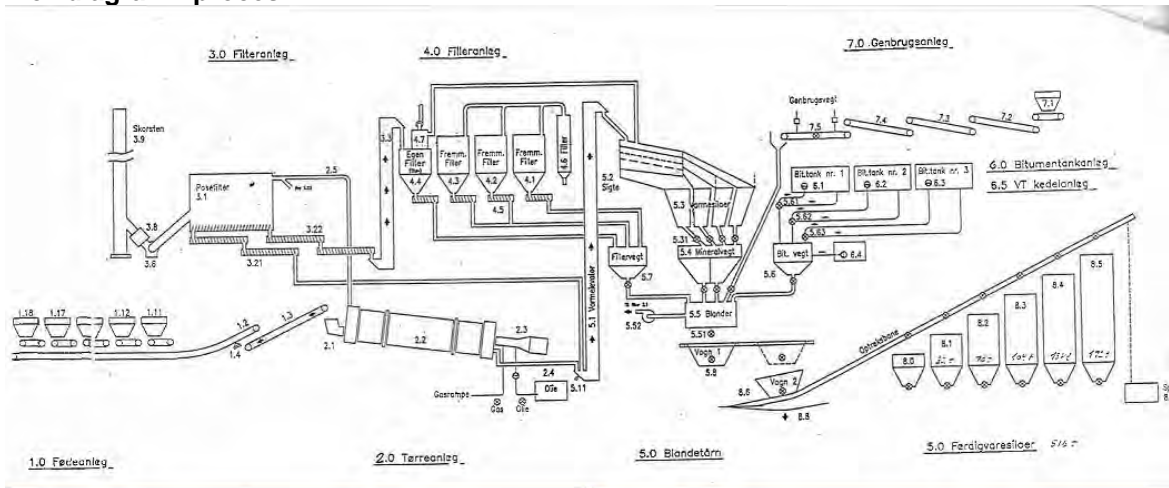 3.0 Filteranlæg
4.0 Filleranlæg
7.0 Genbrugsanlæg
Skorsten
3.9
Posefilter
5.1
3.8
3.6
2.5
3.22
3.21
3.3
4.7
Egen
Filler
4.4
Fremm.
Filler
4.3
Fremm.
Filler
4.2
Fremm.
Filler
4.1
4.5
4.6 Filler
5.2
Sigte
5.3
Varmesiloer
5.31
5.4 Mineralvægt
Fillervægt
5.7
5.1 Varmelevator
5.5 Blander
5.51
5.52
Genbrugsvægt
7.5
7.4
7.3
7.2
7.1
Bit.tank nr. 1
6.1
Bit.tank nr. 2
6.2
Bit.tank nr. 3
6.3
5.61
5.62
5.63
Bit. vægt
5.6
6.4
6.0 Bitumentankanlæg
6.5 VT kedelanlæg
1.18
1.17
1.12
1.11
1.2
1.3
1.4
2.1
2.2
2.3
2.4
Olie
5.11
Gasrampe
Gas
Olie
Vogn 1
5.8
Vogn 2
8.6
8.8
Optræksbane
8.0
8.1
8.2
8.3
8.4
8.5
1.0 Fødeanlæg
2.0 Tørreanlæg
5.0 Blandetårn
5.0 Færdigvaresiloer